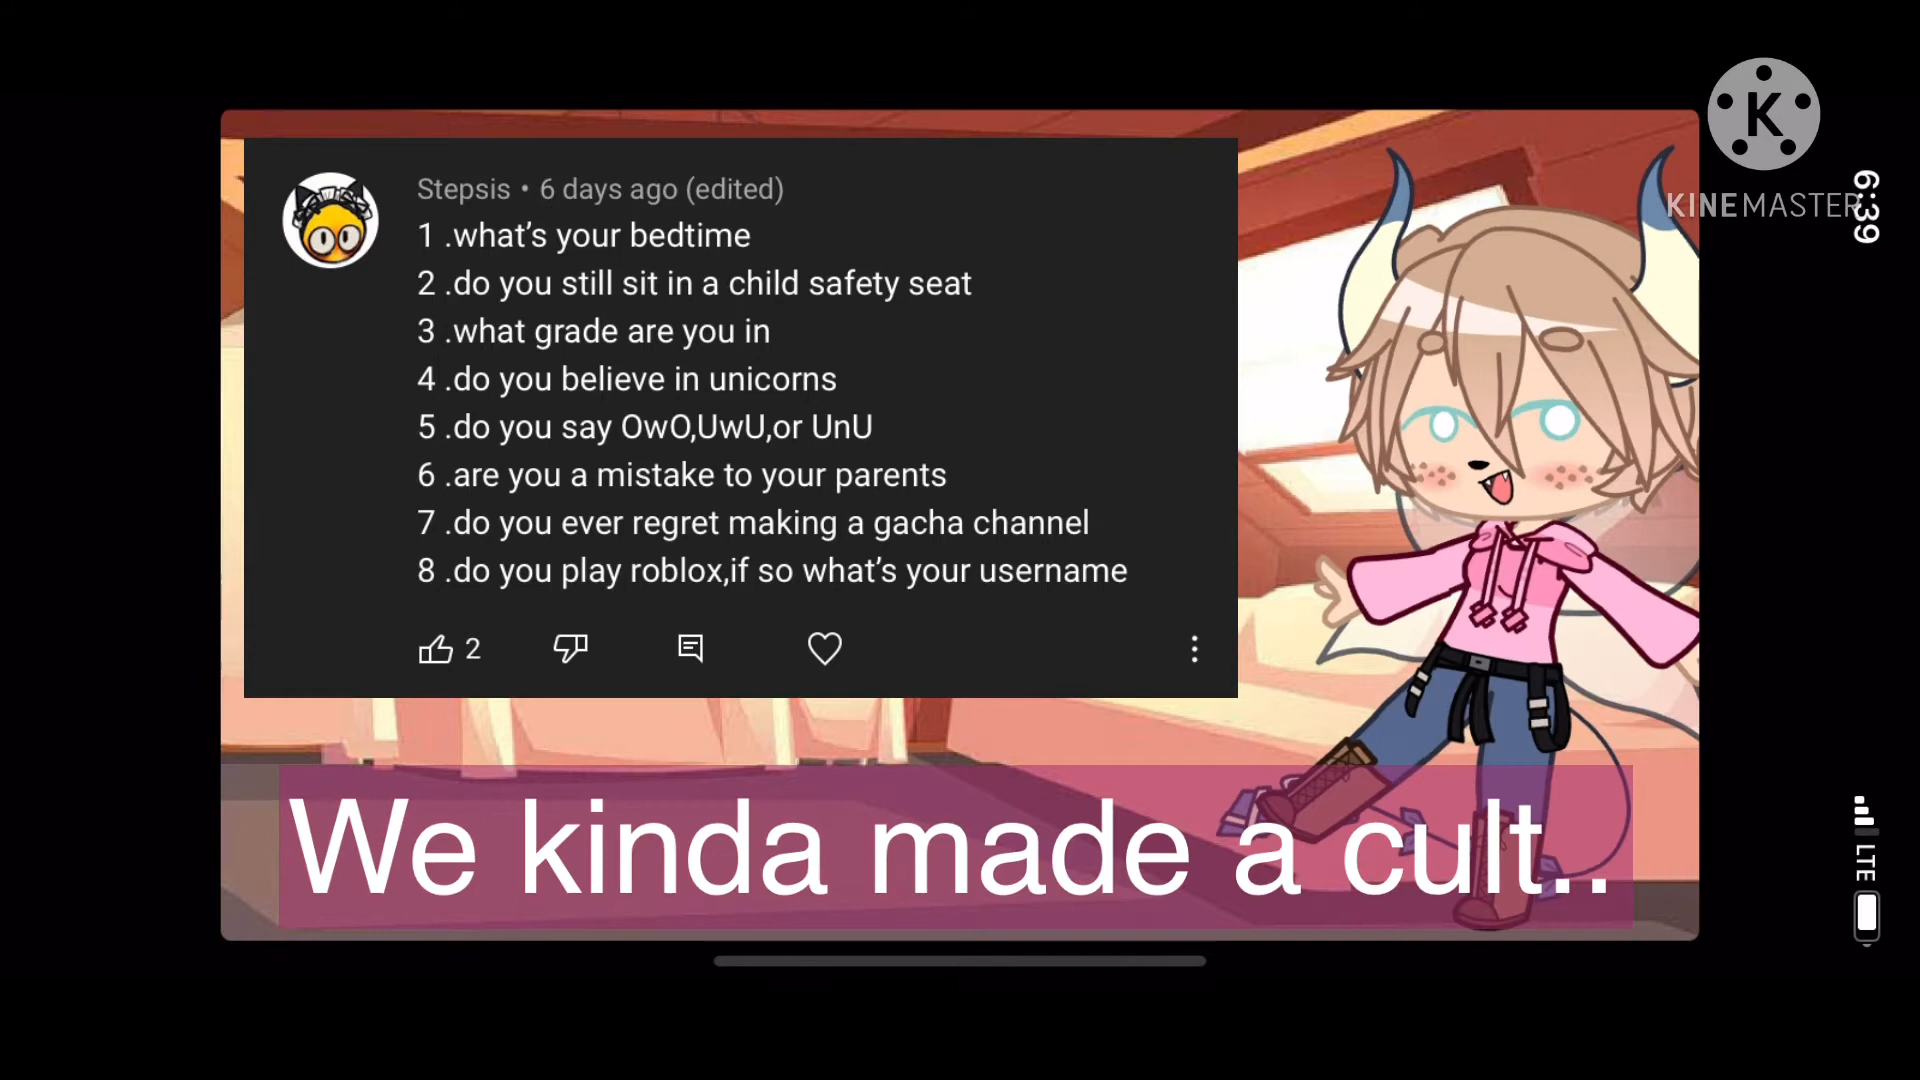 Stepsis • 6 days ago (edited)
1 .what’s your bedtime
2 .do you still sit in a child safety seat
3 .what grade are you in
4 .do you believe in unicorns
5 .do you say OwO,UwU,or UnU
6 .are you a mistake to your parents
7 .do you ever regret making a gacha channel
8 .do you play roblox,if so what’s your username
2
We kinda made a cult..
K
KINEMASTER
6:39
LTE